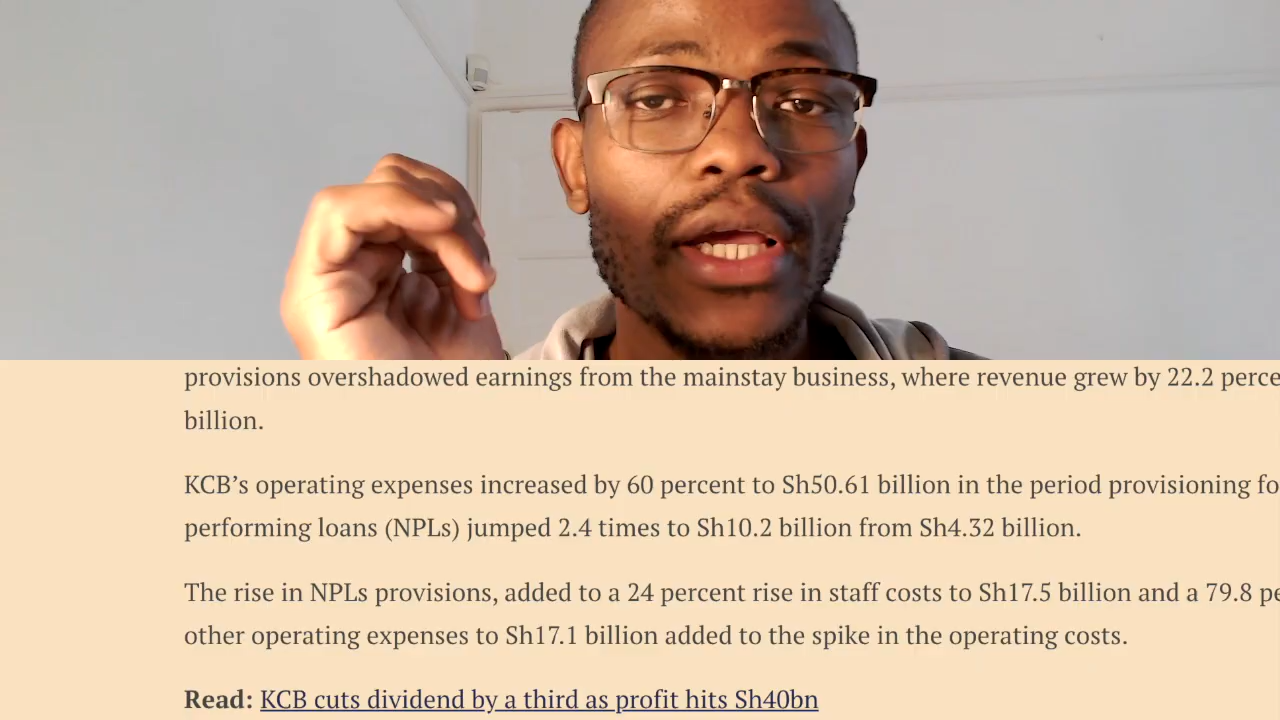 provisions overshadowed earnings from the mainstay business, where revenue grew by 22.2
billion.
KCB’s operating expenses increased by 60 percent to Sh50.61 billion in the period provisioning
performing loans (NPLs) jumped 2.4 times to Sh10.2 billion from Sh4.32 billion.
The rise in NPLs provisions, added to a 24 percent rise in staff costs to Sh17.5 billion and a 79.8
other operating expenses to Sh17.1 billion added to the spike in the operating costs.
Read: KCB cuts dividend by a third as profit hits Sh40bn